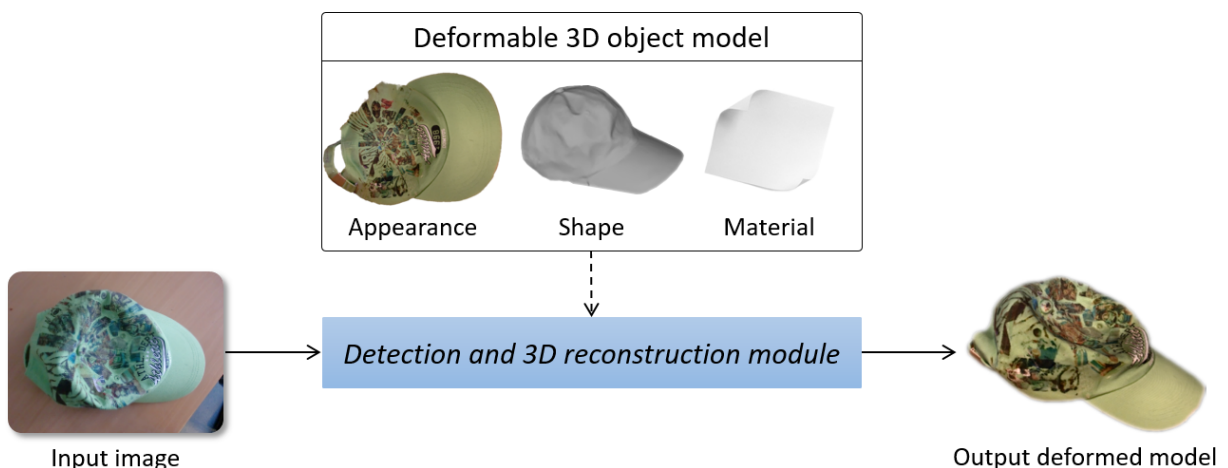 Deformable 3D object model
Appearance
Shape
Material
Detection and 3D reconstruction module
Input image
Output deformed model